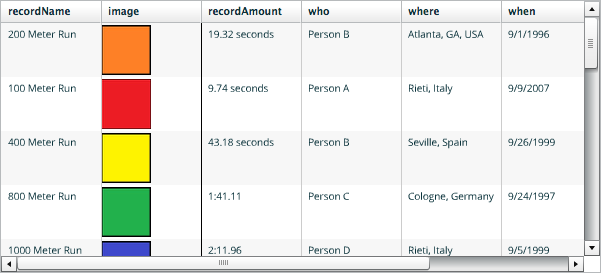 recordName image recordAmount who where when
200 Meter Run 19.32 seconds Person B Atlanta, GA, USA 9/1/1996
100 Meter Run 9.74 seconds Person A Rieti, Italy 9/9/2007
400 Meter Run 43.18 seconds Person B Seville, Spain 9/26/1999
800 Meter Run 1:41.11 Person C Cologne, Germany 9/24/1997
1000 Meter Run 2:11.96 Person D Rieti, Italy 9/5/1999